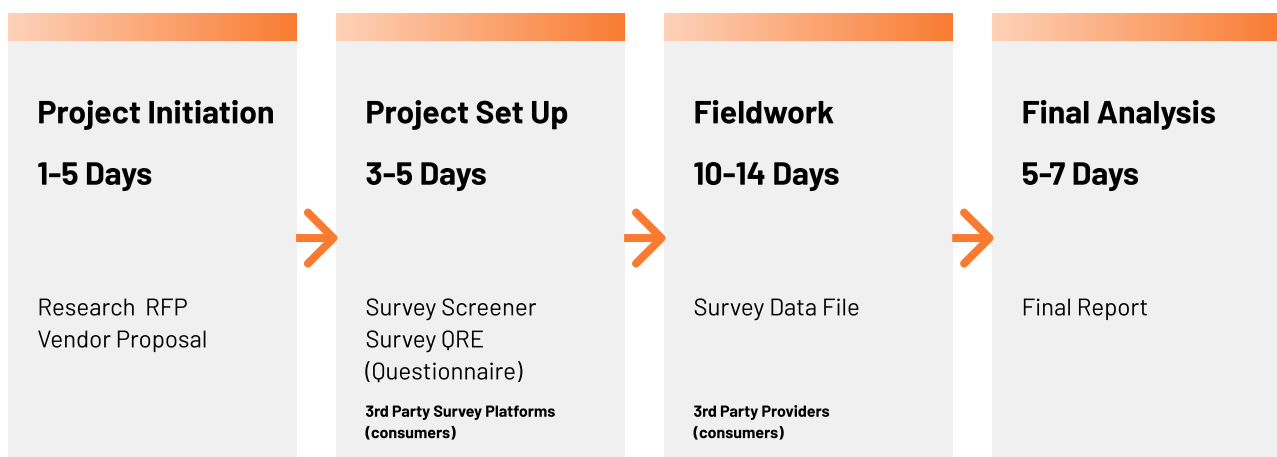 Project Initiation
1-5 Days
Research RFP
Vendor Proposal
Project Set Up
3-5 Days
Survey Screener
Survey QRE
(Questionnaire)
3rd Party Survey Platforms
(consumers)
Fieldwork
10-14 Days
Survey Data File
3rd Party Providers
(consumers)
Final Analysis
5-7 Days
Final Report